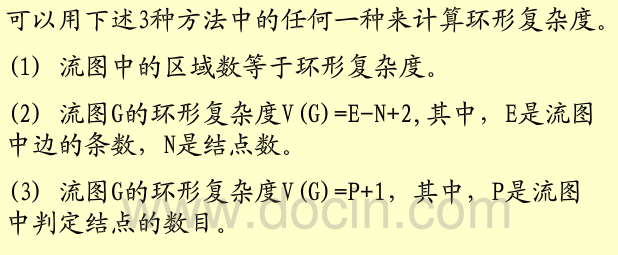 可以用下述3种方法中的任何一种来计算环形复杂度。
(1) 流图中的区域数等于环形复杂度。
(2) 流图G的环形复杂度V(G)=E-N+2,其中，E是流图
中边的条数，N是结点数。
(3) 流图G的环形复杂度V(G)=P+1，其中，P是流图
中判定结点的数目。
www.docin.com